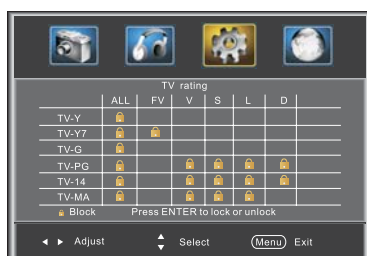 TV rating
ALL FV V S L D
TV-Y
TV-Y7
TV-G
TV-PG
TV-14
TV-MA
Block Press ENTER to lock or unlock
Adjust Select Menu Exit